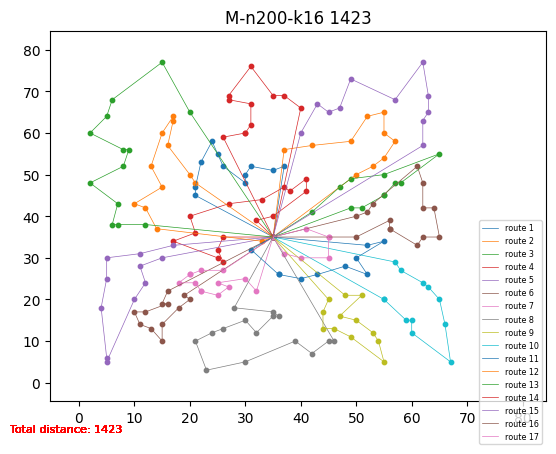 M-n200-k16 1423
80
70
60
50
40
30
20
10
0
0 10 20 30 40 50 60 70 80
route 1
route 2
route 3
route 4
route 5
route 6
route 7
route 8
route 9
route 10
route 11
route 12
route 13
route 14
route 15
route 16
route 17
Total distance: 1423